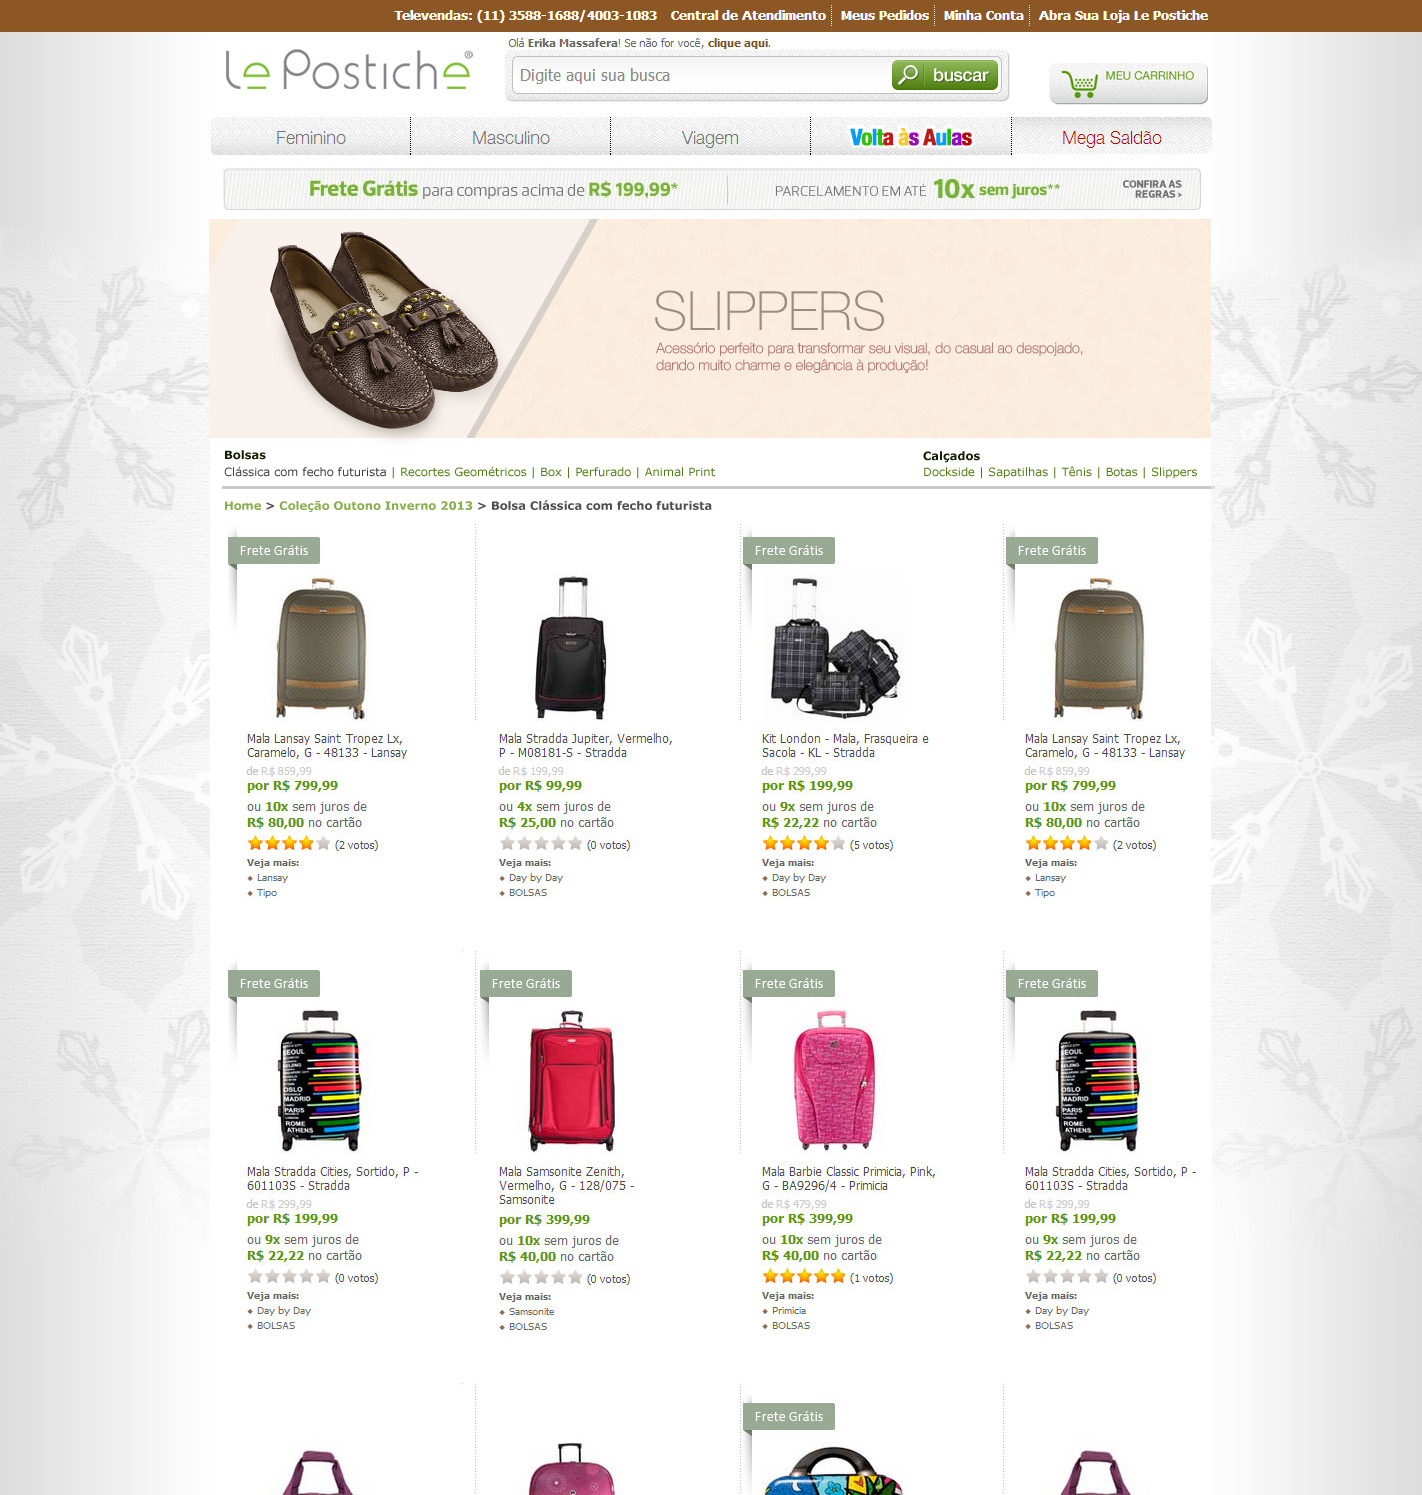 Televendas: (11) 3588-1688/4003-1083 Central de Atendimento Meus Pedidos Minha Conta Abra Sua Loja Le Postiche
Olá Erika Massafera! Se não for você, clique aqui.
Le Postiche®
Digite aqui sua busca
buscar
MEU CARRINHO
Feminino Masculino Viagem Volta às Aulas Mega Saldão
Frete Grátis para compras acima de R$ 199,99*
PARCELAMENTO EM ATÉ 10x sem juros**
CONFIRA AS
REGRAS >
SLIPPERS
Acessório perfeito para transformar seu visual, do casual ao despojado,
dando muito charme e elegância à produção!
Bolsas
Clássica com fecho futurista | Recortes Geométricos | Box | Perfurado | Animal Print
Calçados
Dockside | Sapatilhas | Tênis | Botas | Slippers
Home > Coleção Outono Inverno 2013 > Bolsa Clássica com fecho futurista
Frete Grátis
Mala Lansay Saint Tropez Lx,
Caramelo, G - 48133 - Lansay
de R$ 859,99
por R$ 799,99
ou 10x sem juros de
R$ 80,00 no cartão
(2 votos)
Veja mais:
Lansay
Tipo
Mala Stradda Jupiter, Vermelho,
P - M08181-S - Stradda
de R$ 199,99
por R$ 99,99
ou 4x sem juros de
R$ 25,00 no cartão
(0 votos)
Veja mais:
Day by Day
BOLSAS
Frete Grátis
Kit London - Mala, Frasqueira e
Sacola - KL - Stradda
de R$ 299,99
por R$ 199,99
ou 9x sem juros de
R$ 22,22 no cartão
(5 votos)
Veja mais:
Day by Day
BOLSAS
Frete Grátis
Mala Lansay Saint Tropez Lx,
Caramelo, G - 48133 - Lansay
de R$ 859,99
por R$ 799,99
ou 10x sem juros de
R$ 80,00 no cartão
(2 votos)
Veja mais:
Lansay
Tipo
Frete Grátis
SEOUL
BEIJING
OSLO
MADRID
PARIS
ROME
ATHENS
Mala Stradda Cities, Sortido, P -
601103S - Stradda
de R$ 299,99
por R$ 199,99
ou 9x sem juros de
R$ 22,22 no cartão
(0 votos)
Veja mais:
Day by Day
BOLSAS
Frete Grátis
Mala Samsonite Zenith,
Vermelho, G - 128/075 -
Samsonite
por R$ 399,99
ou 10x sem juros de
R$ 40,00 no cartão
(0 votos)
Veja mais:
Samsonite
BOLSAS
Frete Grátis
Mala Barbie Classic Primicia, Pink,
G - BA9296/4 - Primicia
de R$ 479,99
por R$ 399,99
ou 10x sem juros de
R$ 40,00 no cartão
(1 votos)
Veja mais:
Primicia
BOLSAS
Frete Grátis
SEOUL
BEIJING
OSLO
MADRID
PARIS
ROME
ATHENS
Mala Stradda Cities, Sortido, P -
601103S - Stradda
de R$ 299,99
por R$ 199,99
ou 9x sem juros de
R$ 22,22 no cartão
(0 votos)
Veja mais:
Day by Day
BOLSAS
Frete Grátis